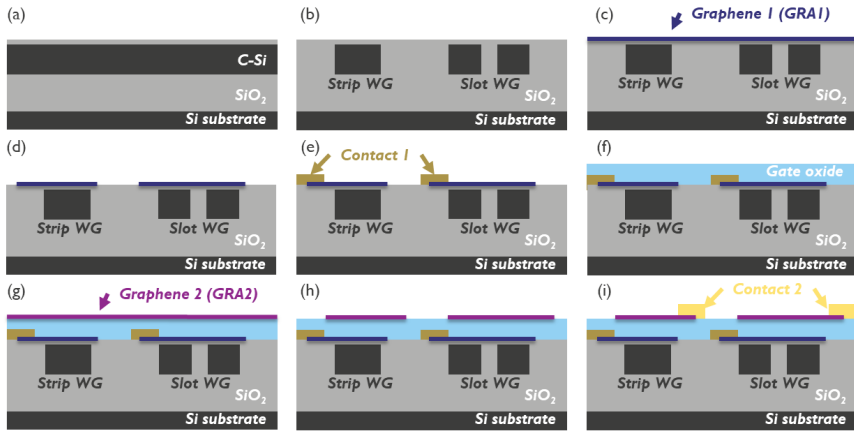 (a)
C-Si
SiO2
Si substrate
(b)
Strip WG
Slot WG
SiO2
Si substrate
(c)
Graphene 1 (GRA1)
Strip WG
Slot WG
SiO2
Si substrate
(d)
Strip WG
Slot WG
SiO2
Si substrate
(e)
Contact 1
Strip WG
Slot WG
SiO2
Si substrate
(f)
Gate oxide
Strip WG
Slot WG
SiO2
Si substrate
(g)
Graphene 2 (GRA2)
Strip WG
Slot WG
SiO2
Si substrate
(h)
Strip WG
Slot WG
SiO2
Si substrate
(i)
Contact 2
Strip WG
Slot WG
SiO2
Si substrate